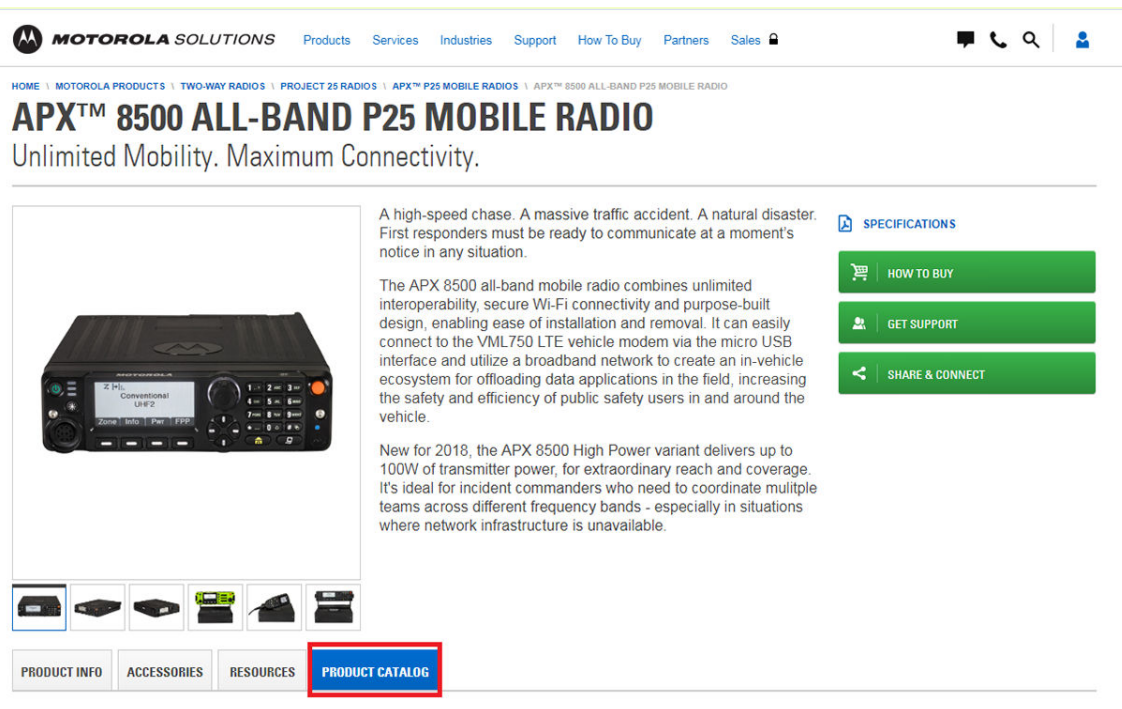 MOTOROLA SOLUTIONS Products Services Industries Support How To Buy Partners Sales
HOME \ MOTOROLA PRODUCTS \ TWO-WAY RADIOS \ PROJECT 25 RADIOS \ APX™ P25 MOBILE RADIOS \ APX™ 8500 ALL-BAND P25 MOBILE RADIO
APX™ 8500 ALL-BAND P25 MOBILE RADIO
Unlimited Mobility. Maximum Connectivity.
A high-speed chase. A massive traffic accident. A natural disaster.
First responders must be ready to communicate at a moment's
notice in any situation.
The APX 8500 all-band mobile radio combines unlimited
interoperability, secure Wi-Fi connectivity and purpose-built
design, enabling ease of installation and removal. It can easily
connect to the VML750 LTE vehicle modem via the micro USB
interface and utilize a broadband network to create an in-vehicle
ecosystem for offloading data applications in the field, increasing
the safety and efficiency of public safety users in and around the
vehicle.
New for 2018, the APX 8500 High Power variant delivers up to
100W of transmitter power, for extraordinary reach and coverage.
It's ideal for incident commanders who need to coordinate mulitple
teams across different frequency bands - especially in situations
where network infrastructure is unavailable.
SPECIFICATIONS
HOW TO BUY
GET SUPPORT
SHARE & CONNECT
MOTOROLA
Conventional
UHF2
Zone Info Pwr FPP
PRODUCT INFO ACCESSORIES RESOURCES PRODUCT CATALOG